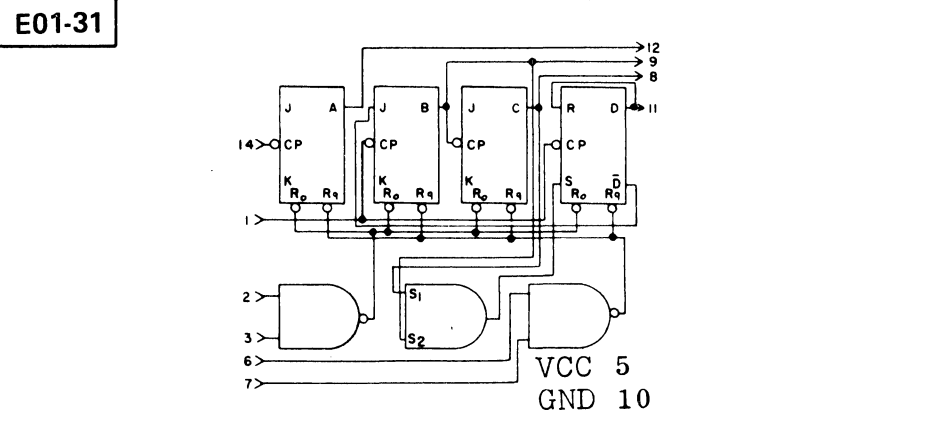 E01-31
12
9
8
J A J B J C R D 11
14 CP CP CP CP
K K K S D̅
R₀ R₉ R₀ R₉ R₀ R₉ R₀ R₉
1
2 S₁
3 S₂
6
7
VCC 5
GND 10